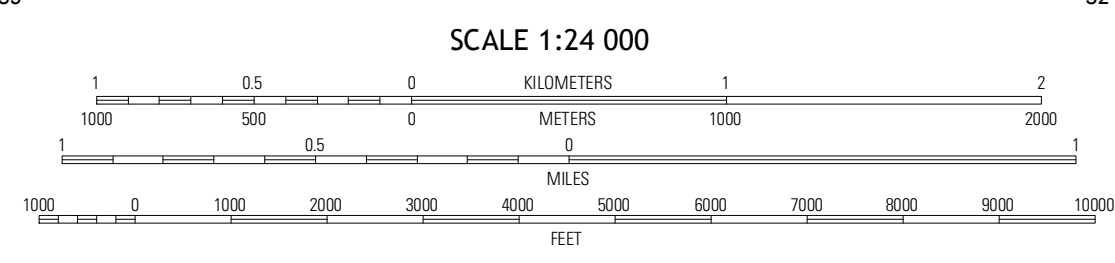 SCALE 1:24 000
1 0.5 0 KILOMETERS 1 2
1000 500 0 METERS 1000 2000
1 0.5 0 1
MILES
1000 0 1000 2000 3000 4000 5000 6000 7000 8000 9000 10000
FEET